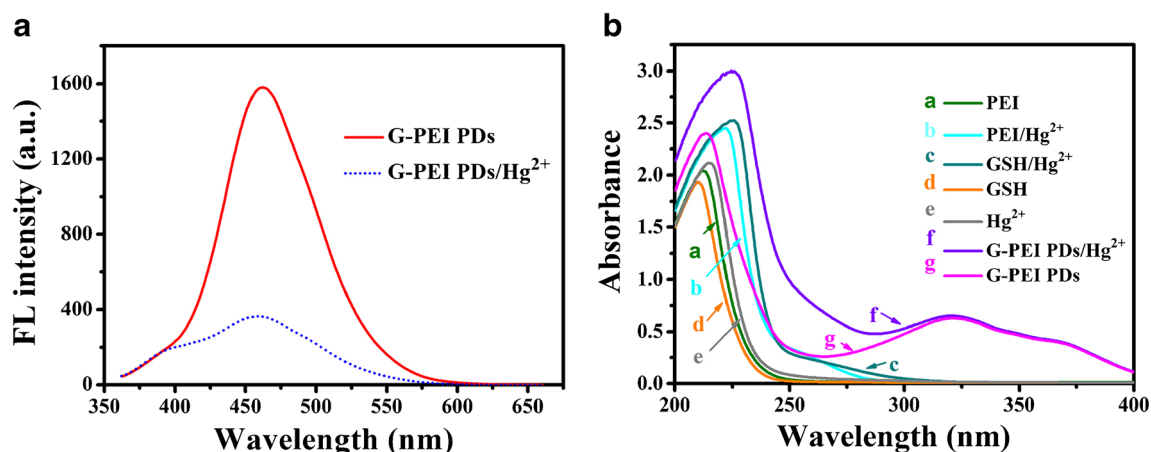 a
FL intensity (a.u.)
1600
1200
800
400
0
350 400 450 500 550 600 650
Wavelength (nm)
G-PEI PDs
G-PEI PDs/Hg²⁺
b
Absorbance
3.0
2.5
2.0
1.5
1.0
0.5
0.0
200 250 300 350 400
Wavelength (nm)
a PEI
b PEI/Hg²⁺
c GSH/Hg²⁺
d GSH
e Hg²⁺
f G-PEI PDs/Hg²⁺
g G-PEI PDs
a
b
d
e
f
g
c